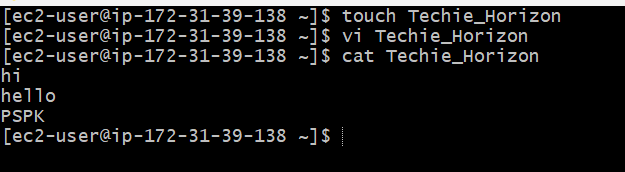 [ec2-user@ip-172-31-39-138 ~]$ touch Techie_Horizon
[ec2-user@ip-172-31-39-138 ~]$ vi Techie_Horizon
[ec2-user@ip-172-31-39-138 ~]$ cat Techie_Horizon
hi
hello
PSPK
[ec2-user@ip-172-31-39-138 ~]$